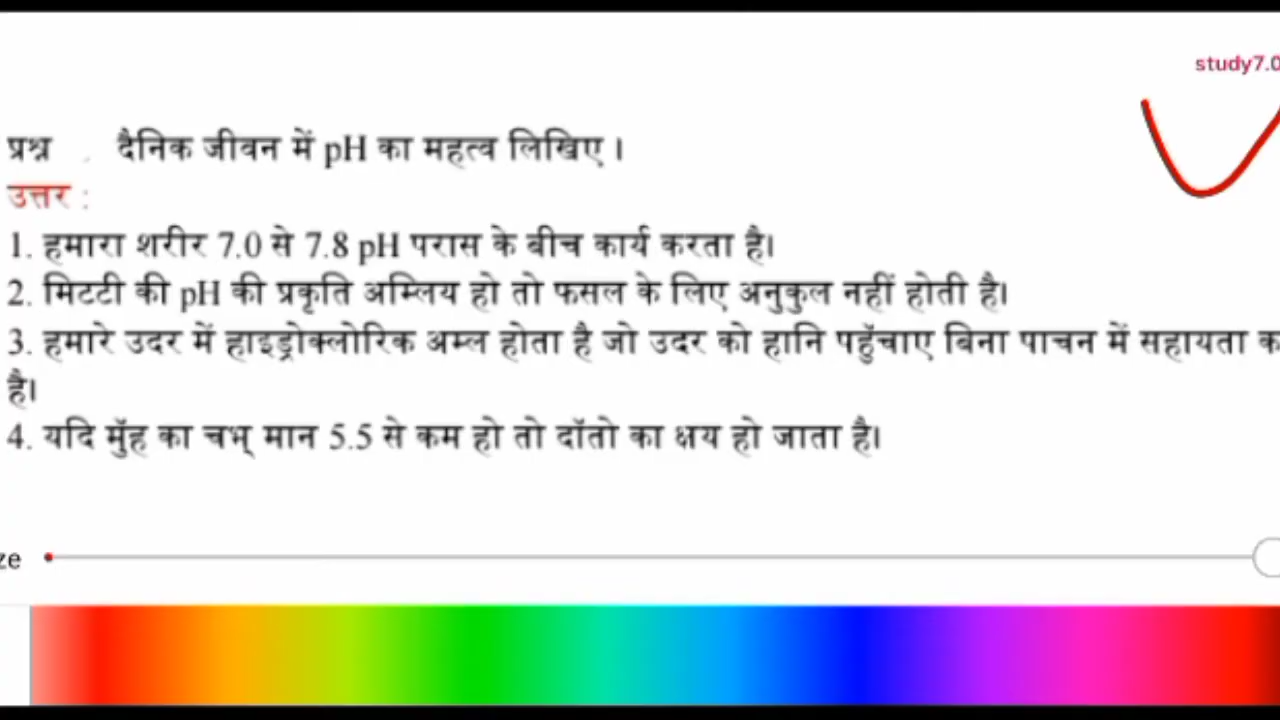 study7.0
प्रश्न . दैनिक जीवन में pH का महत्व लिखिए ।
उत्तर :
1. हमारा शरीर 7.0 से 7.8 pH परास के बीच कार्य करता है।
2. मिटटी की pH की प्रकृति अम्लिय हो तो फसल के लिए अनुकुल नहीं होती है।
3. हमारे उदर में हाइड्रोक्लोरिक अम्ल होता है जो उदर को हानि पहुॅचाए बिना पाचन में सहायता क
है।
4. यदि मुॅह का चभ् मान 5.5 से कम हो तो दॉतो का क्षय हो जाता है।
ze